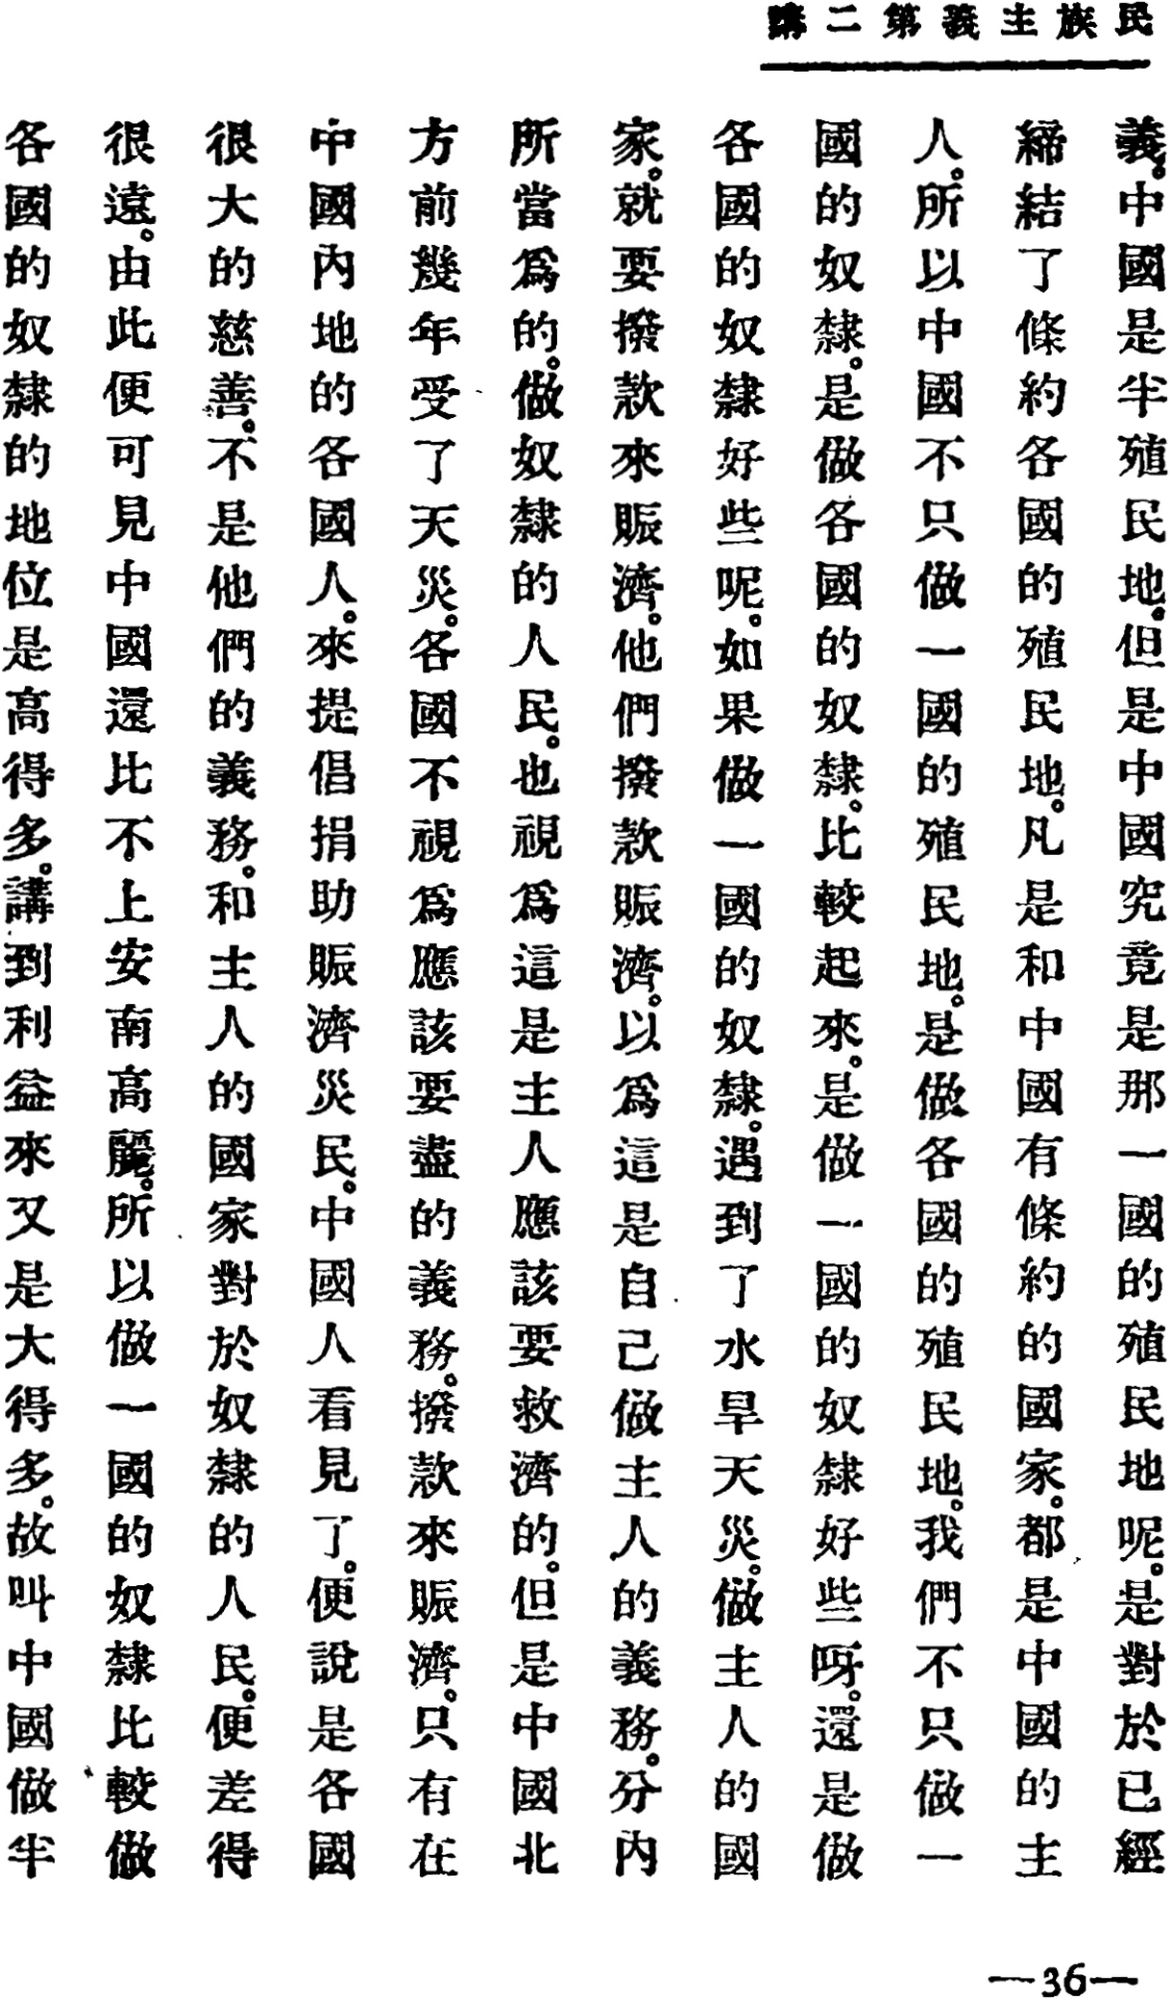 民族主義第二講
義。中國是半殖民地。但是中國究竟是那一國的殖民地呢。是對於已經
締結了條約各國的殖民地。凡是和中國有條約的國家。都是中國的主
人。所以中國不只做一國的殖民地。是做各國的殖民地。我們不只做一
國的奴隸。是做各國的奴隸。比較起來。是做一國的奴隸好些呀。還是做
各國的奴隸好些呢。如果做一國的奴隸。遇到了水旱天災。做主人的國
家。就要撥款來賑濟。他們撥款賑濟。以爲這是自己做主人的義務。分內
所當爲的。做奴隸的人民。也視爲這是主人應該要救濟的。但是中國北
方前幾年受了天災。各國不視爲應該要盡的義務。撥款來賑濟。只有在
中國內地的各國人。來提倡捐助賑濟災民。中國人看見了。便說是各國
很大的慈善。不是他們的義務。和主人的國家對於奴隸的人民。便差得
很遠。由此便可見中國還比不上安南高麗。所以做一國的奴隸比較做
各國的奴隸的地位是高得多。講到利益來又是大得多。故叫中國做半
—36—